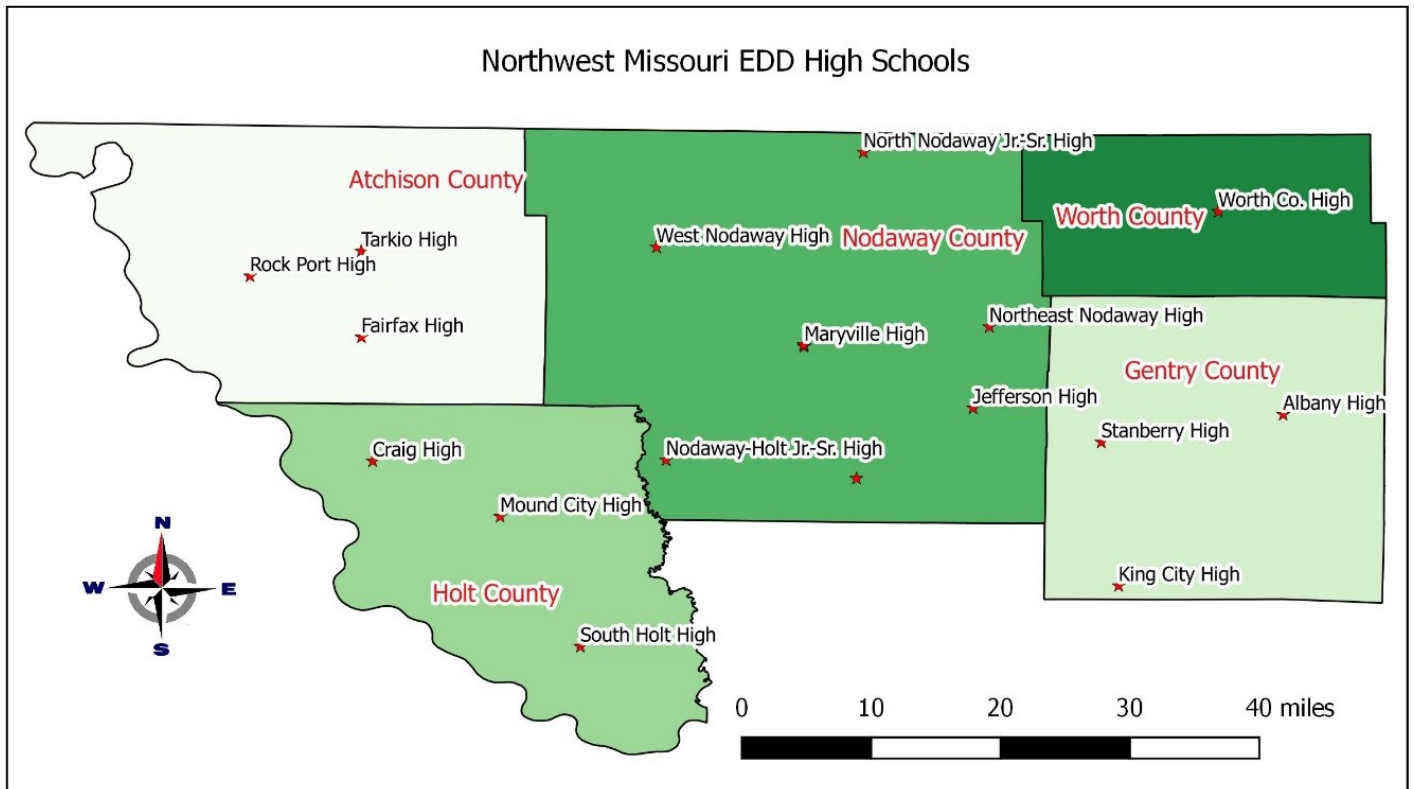 Northwest Missouri EDD High Schools
North Nodaway Jr.-Sr. High
Atchison County
Worth Co. High
Worth County
Tarkio High
West Nodaway High
Nodaway County
Rock Port High
Northeast Nodaway High
Fairfax High
Maryville High
Gentry County
Jefferson High
Albany High
Stanberry High
Craig High
Nodaway-Holt Jr.-Sr. High
Mound City High
N
W
E
S
King City High
Holt County
South Holt High
0 10 20 30 40 miles